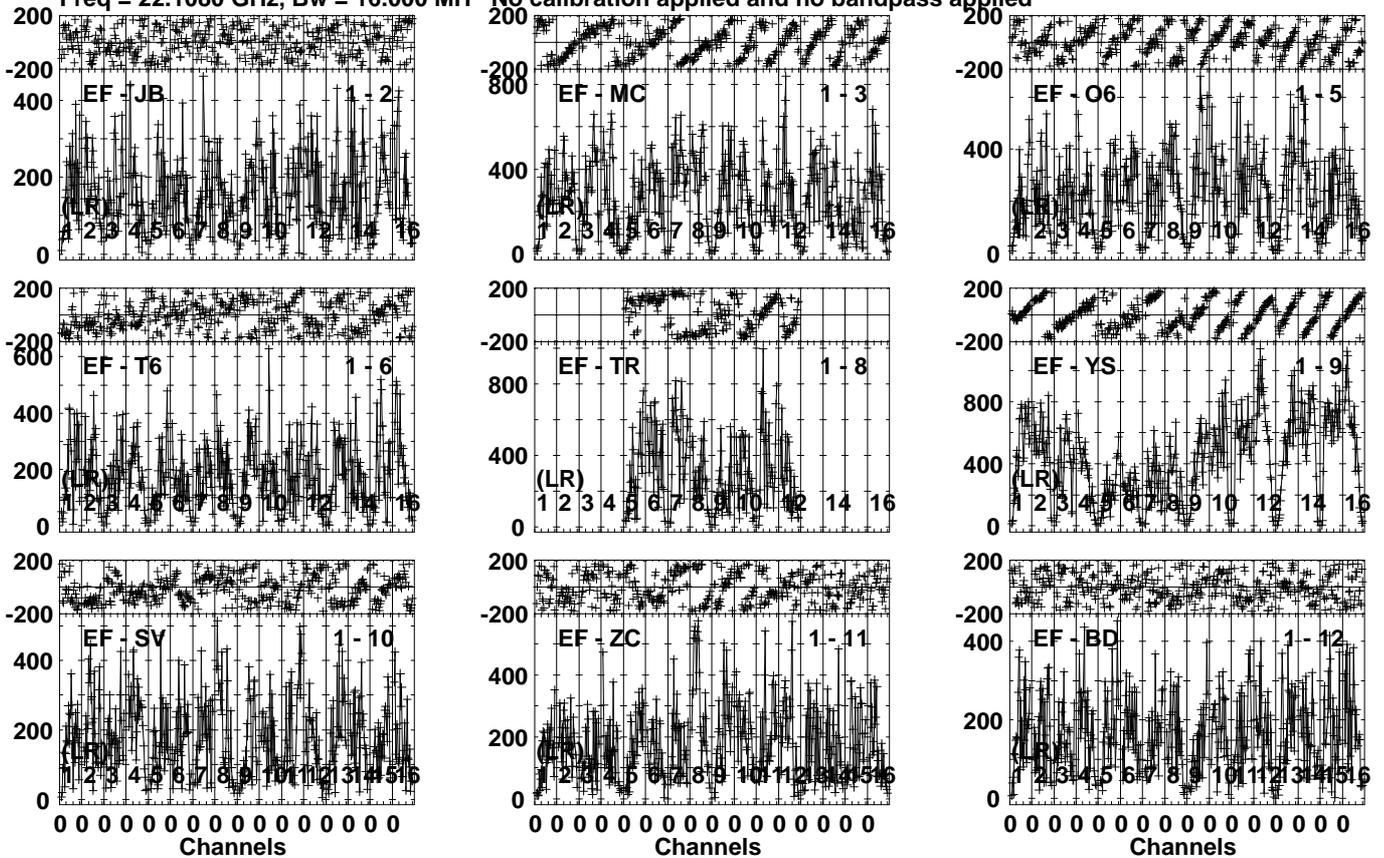 Freq = 22.1080 GHz, Bw = 16.000 MH No calibration applied and no bandpass applied
200 200 200
-200 -200 -200
EF - JB 1 - 2 EF - MC 1 - 3 EF - O6 1 - 5
400 800
200 400 400
(LR) (LR) (LR)
1 2 3 4 5 6 7 8 9 10 12 14 16 1 2 3 4 5 6 7 8 9 10 12 14 16 1 2 3 4 5 6 7 8 9 10 12 14 16
0 0 0
200 200 200
-200 -200 -200
EF - T6 1 - 6 EF - TR 1 - 8 EF - YS 1 - 9
600 800 800
400 400 400
200
(LR) (LR) (LR)
1 2 3 4 5 6 7 8 9 10 12 14 16 1 2 3 4 5 6 7 8 9 10 12 14 16 1 2 3 4 5 6 7 8 9 10 12 14 16
0 0 0
200 200 200
-200 -200 -200
EF - SV 1 - 10 EF - ZC 1 - 11 EF - BD 1 - 12
400 400 400
200 200 200
(LR) (LR) (LR)
1 2 3 4 5 6 7 8 9 10 11 12 13 14 15 16 1 2 3 4 5 6 7 8 9 10 11 12 13 14 15 16 1 2 3 4 5 6 7 8 9 10 11 12 13 14 15 16
0 0 0
0 0 0 0 0 0 0 0 0 0 0 0 0 0 0 0 0 0 0 0 0 0 0 0 0 0 0 0 0 0 0 0 0 0 0 0 0 0 0 0 0 0 0 0 0 0 0 0
Channels Channels Channels